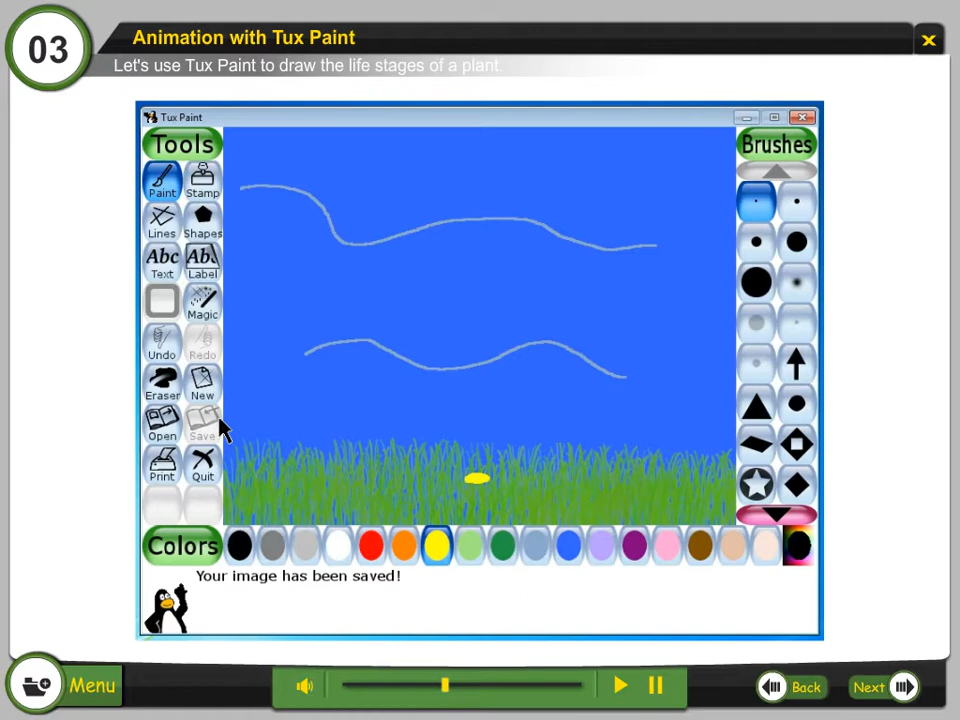 03
Animation with Tux Paint
Let's use Tux Paint to draw the life stages of a plant.
Tux Paint
Tools
Brushes
Paint Stamp
Lines Shapes
Abc Abc
Text Label
Magic
Undo Redo
Eraser New
Open Save
Print Quit
Colors
Your image has been saved!
Menu
Back
Next